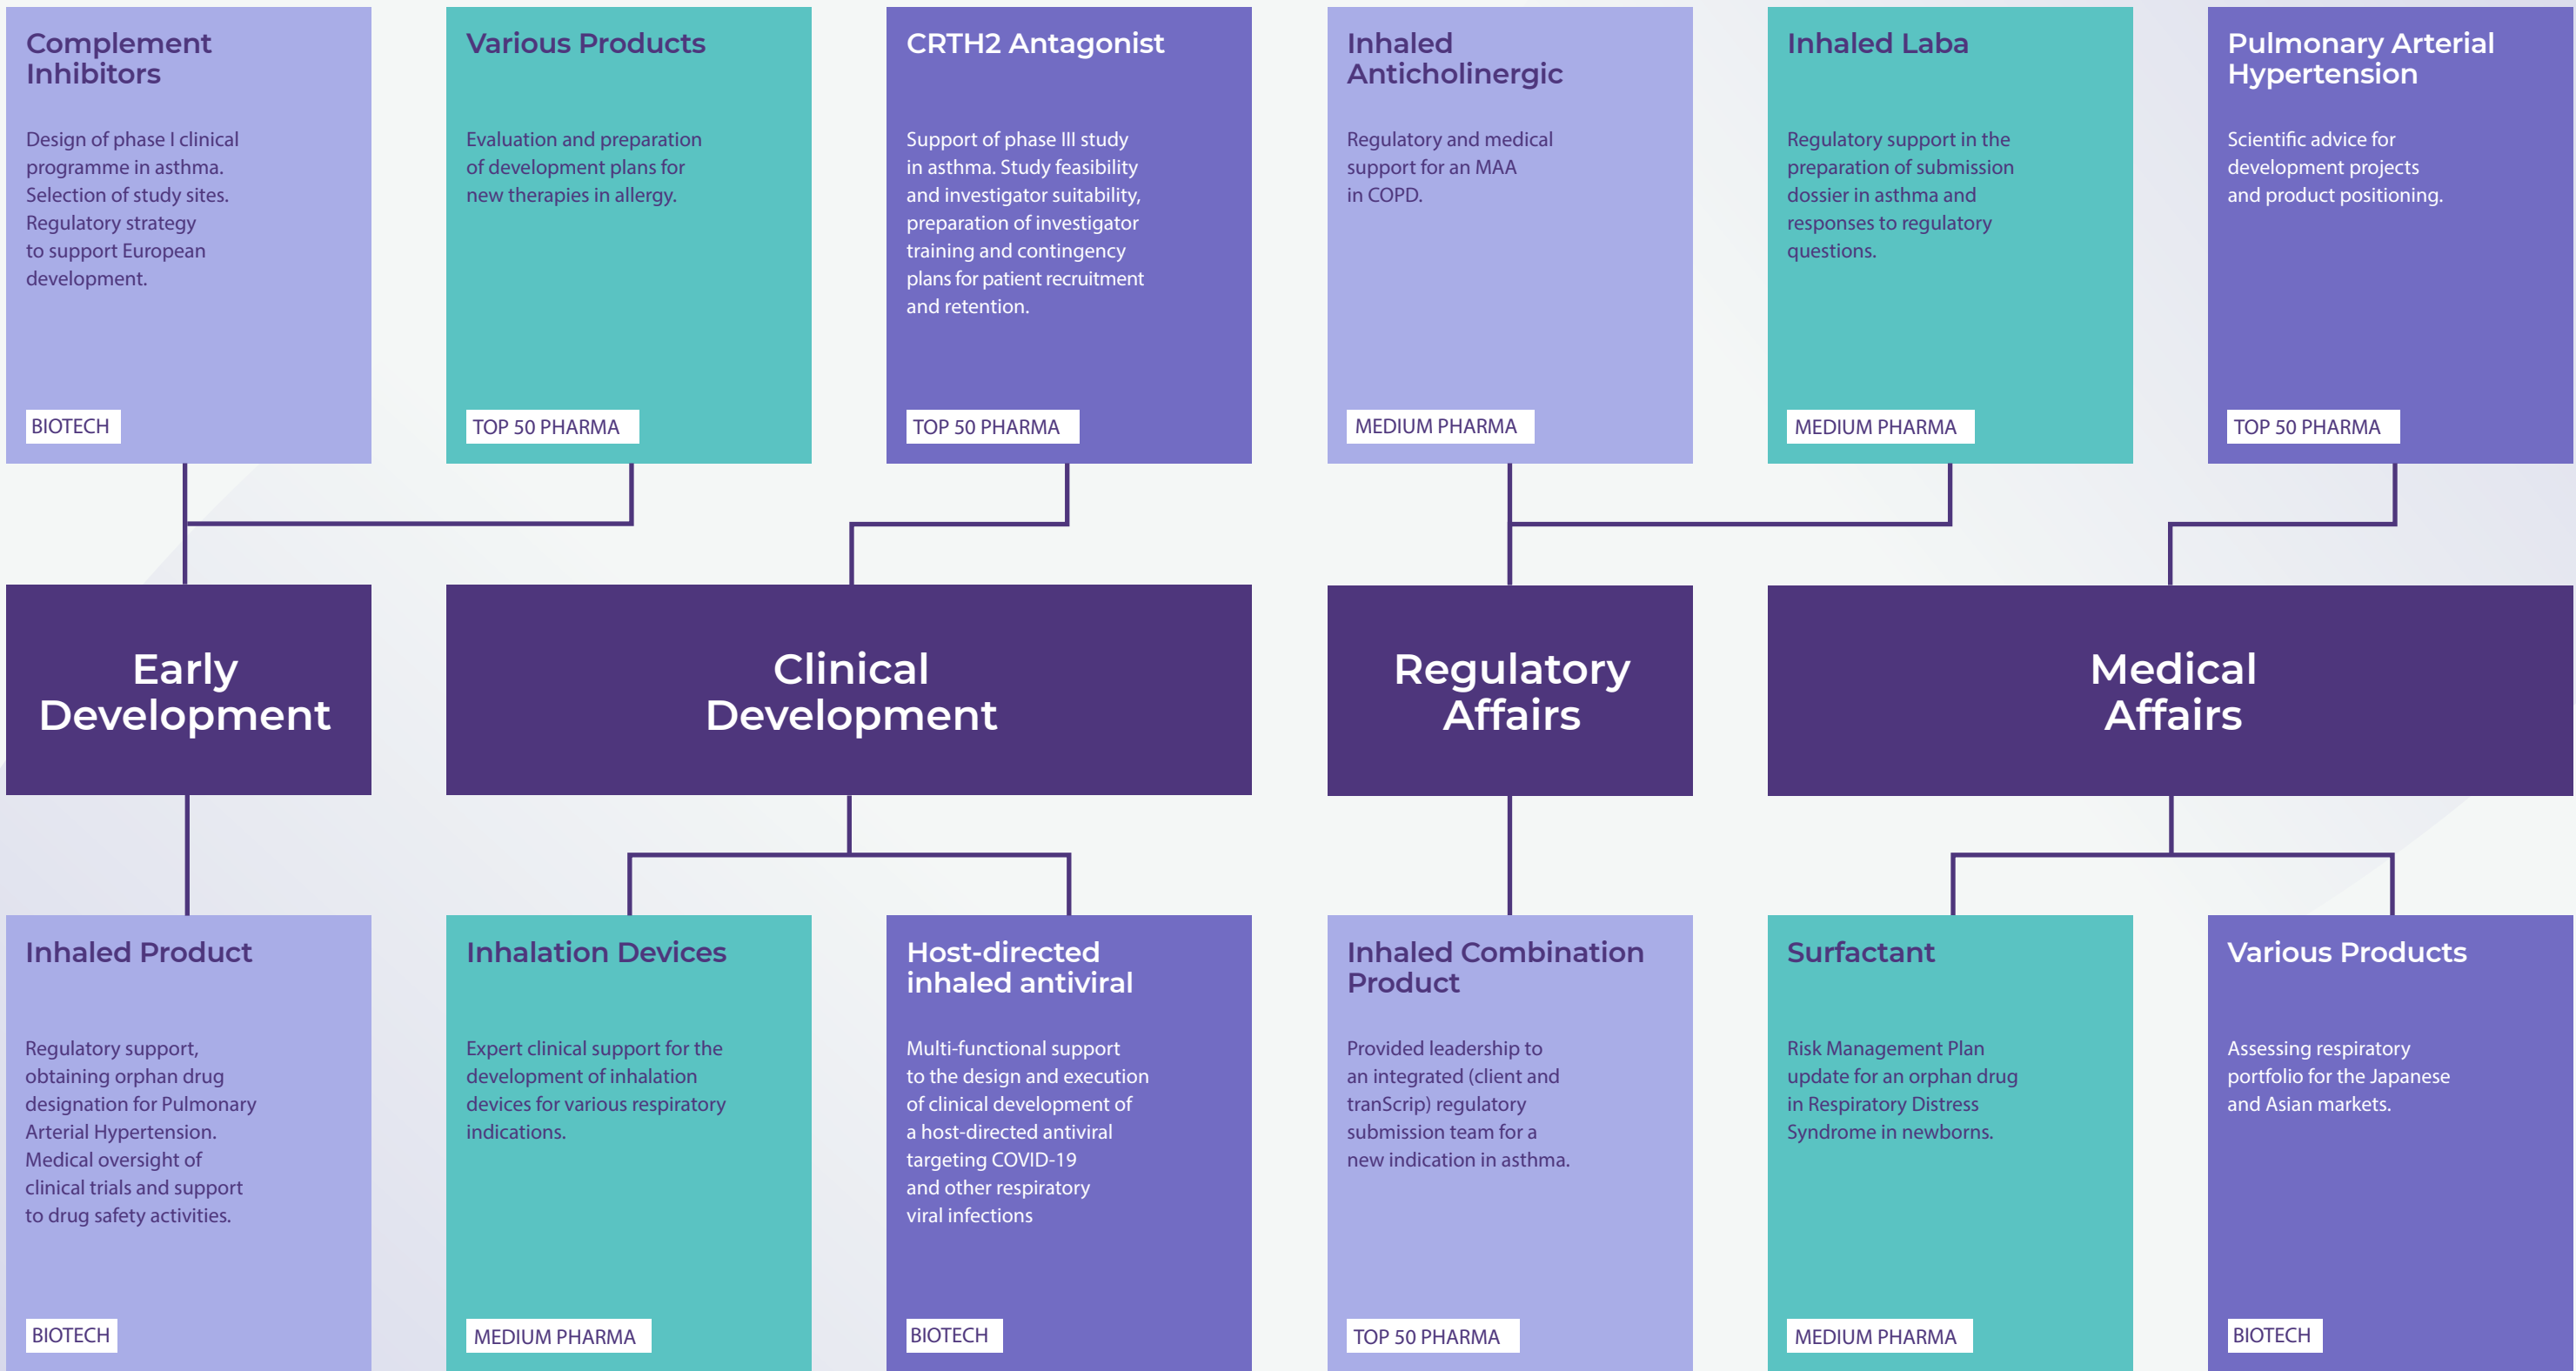 Complement
Inhibitors
Design of phase I clinical
programme in asthma.
Selection of study sites.
Regulatory strategy
to support European
development.
BIOTECH
Various Products
Evaluation and preparation
of development plans for
new therapies in allergy.
TOP 50 PHARMA
CRTH2 Antagonist
Support of phase III study
in asthma. Study feasibility
and investigator suitability,
preparation of investigator
training and contingency
plans for patient recruitment
and retention.
TOP 50 PHARMA
Inhaled
Anticholinergic
Regulatory and medical
support for an MAA
in COPD.
MEDIUM PHARMA
Inhaled Laba
Regulatory support in the
preparation of submission
dossier in asthma and
responses to regulatory
questions.
MEDIUM PHARMA
Pulmonary Arterial
Hypertension
Scientific advice for
development projects
and product positioning.
TOP 50 PHARMA
Early
Development
Clinical
Development
Regulatory
Affairs
Medical
Affairs
Inhaled Product
Regulatory support,
obtaining orphan drug
designation for Pulmonary
Arterial Hypertension.
Medical oversight of
clinical trials and support
to drug safety activities.
BIOTECH
Inhalation Devices
Expert clinical support for the
development of inhalation
devices for various respiratory
indications.
MEDIUM PHARMA
Host-directed
inhaled antiviral
Multi-functional support
to the design and execution
of clinical development of
a host-directed antiviral
targeting COVID-19
and other respiratory
viral infections
BIOTECH
Inhaled Combination
Product
Provided leadership to
an integrated (client and
tranScrip) regulatory
submission team for a
new indication in asthma.
TOP 50 PHARMA
Surfactant
Risk Management Plan
update for an orphan drug
in Respiratory Distress
Syndrome in newborns.
MEDIUM PHARMA
Various Products
Assessing respiratory
portfolio for the Japanese
and Asian markets.
BIOTECH